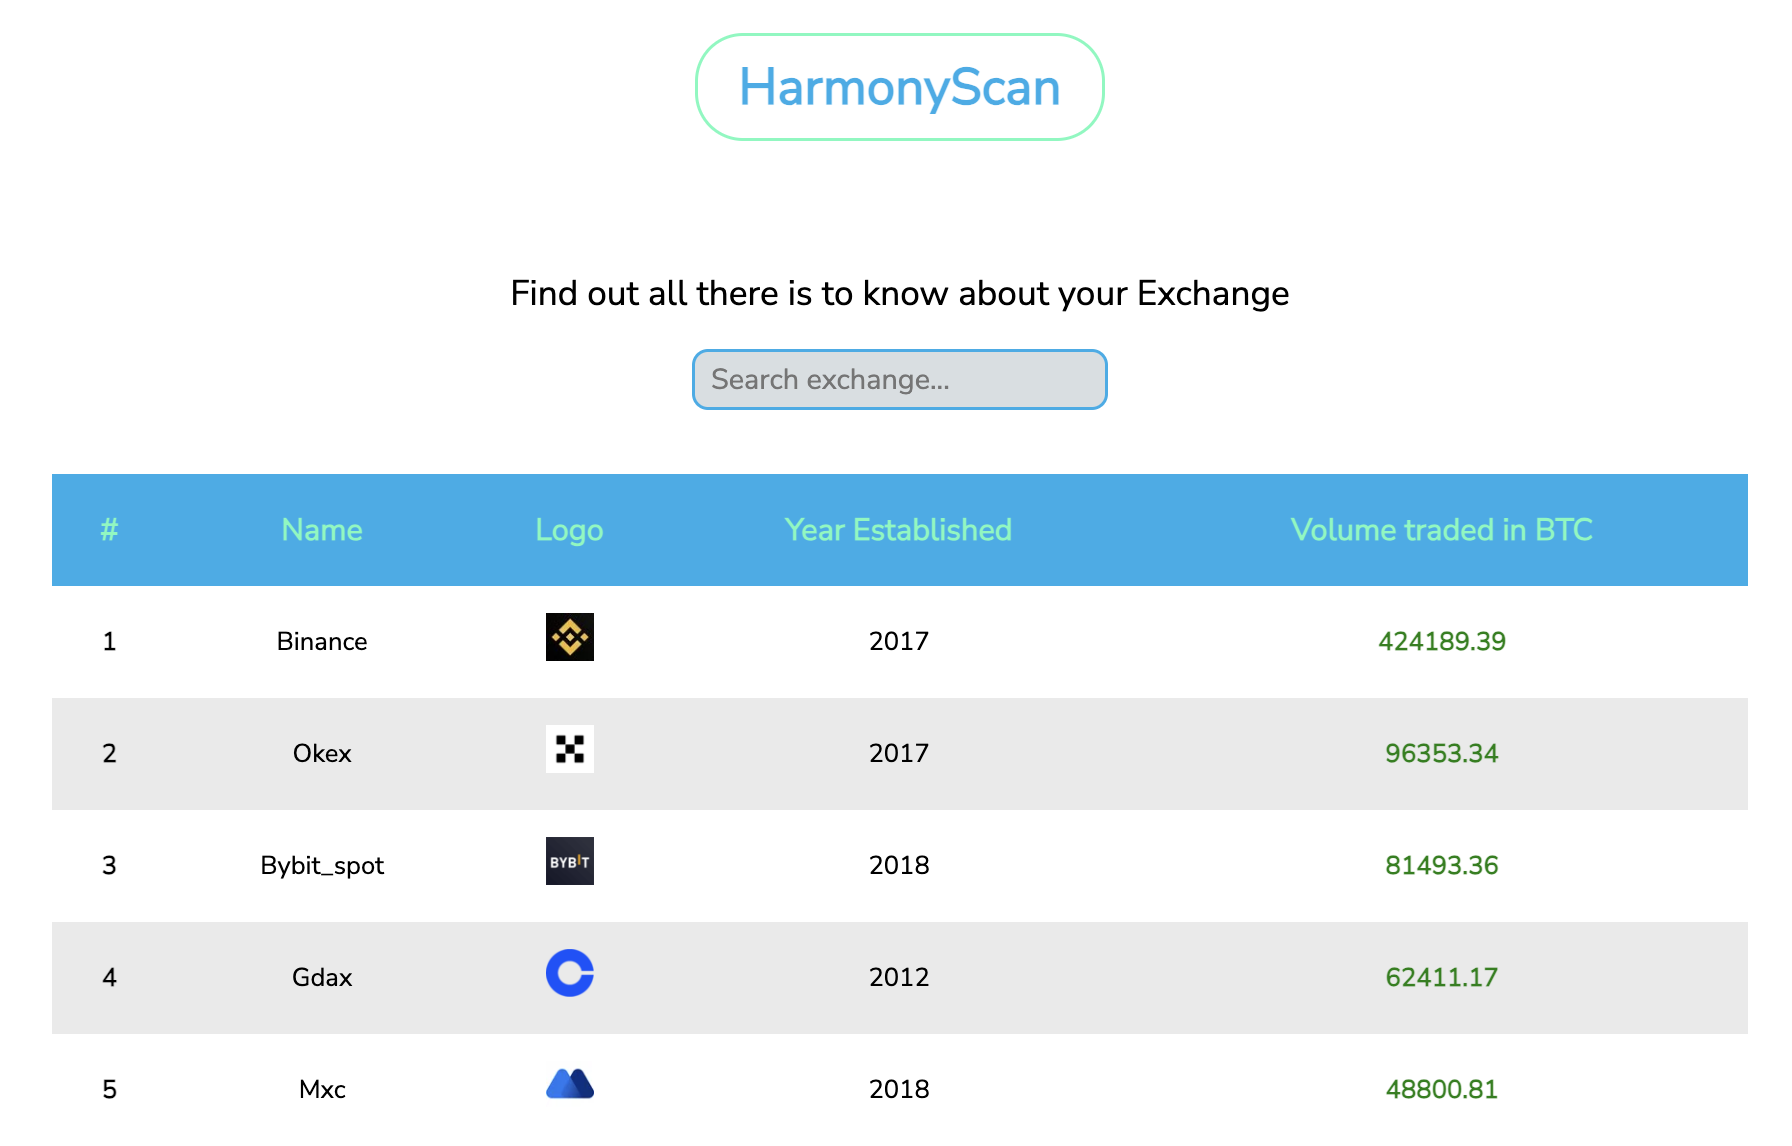 HarmonyScan
Find out all there is to know about your Exchange
Search exchange...
# Name Logo Year Established Volume traded in BTC
1 Binance 2017 424189.39
2 Okex 2017 96353.34
3 Bybit_spot BYBIT 2018 81493.36
4 Gdax 2012 62411.17
5 Mxc 2018 48800.81